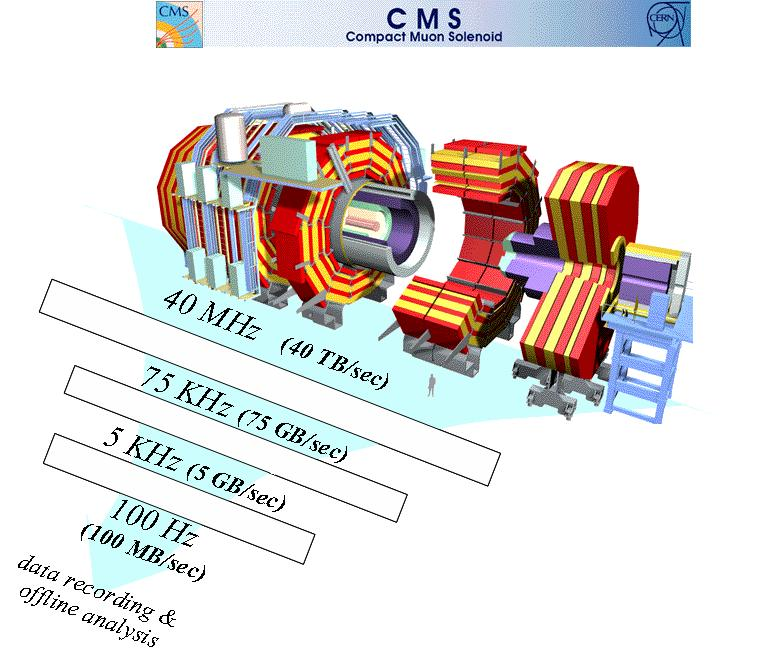 CMS
C M S
Compact Muon Solenoid
CERN
40 MHz (40 TB/sec)
75 KHz (75 GB/sec)
5 KHz (5 GB/sec)
100 Hz
(100 MB/sec)
data recording &
offline analysis